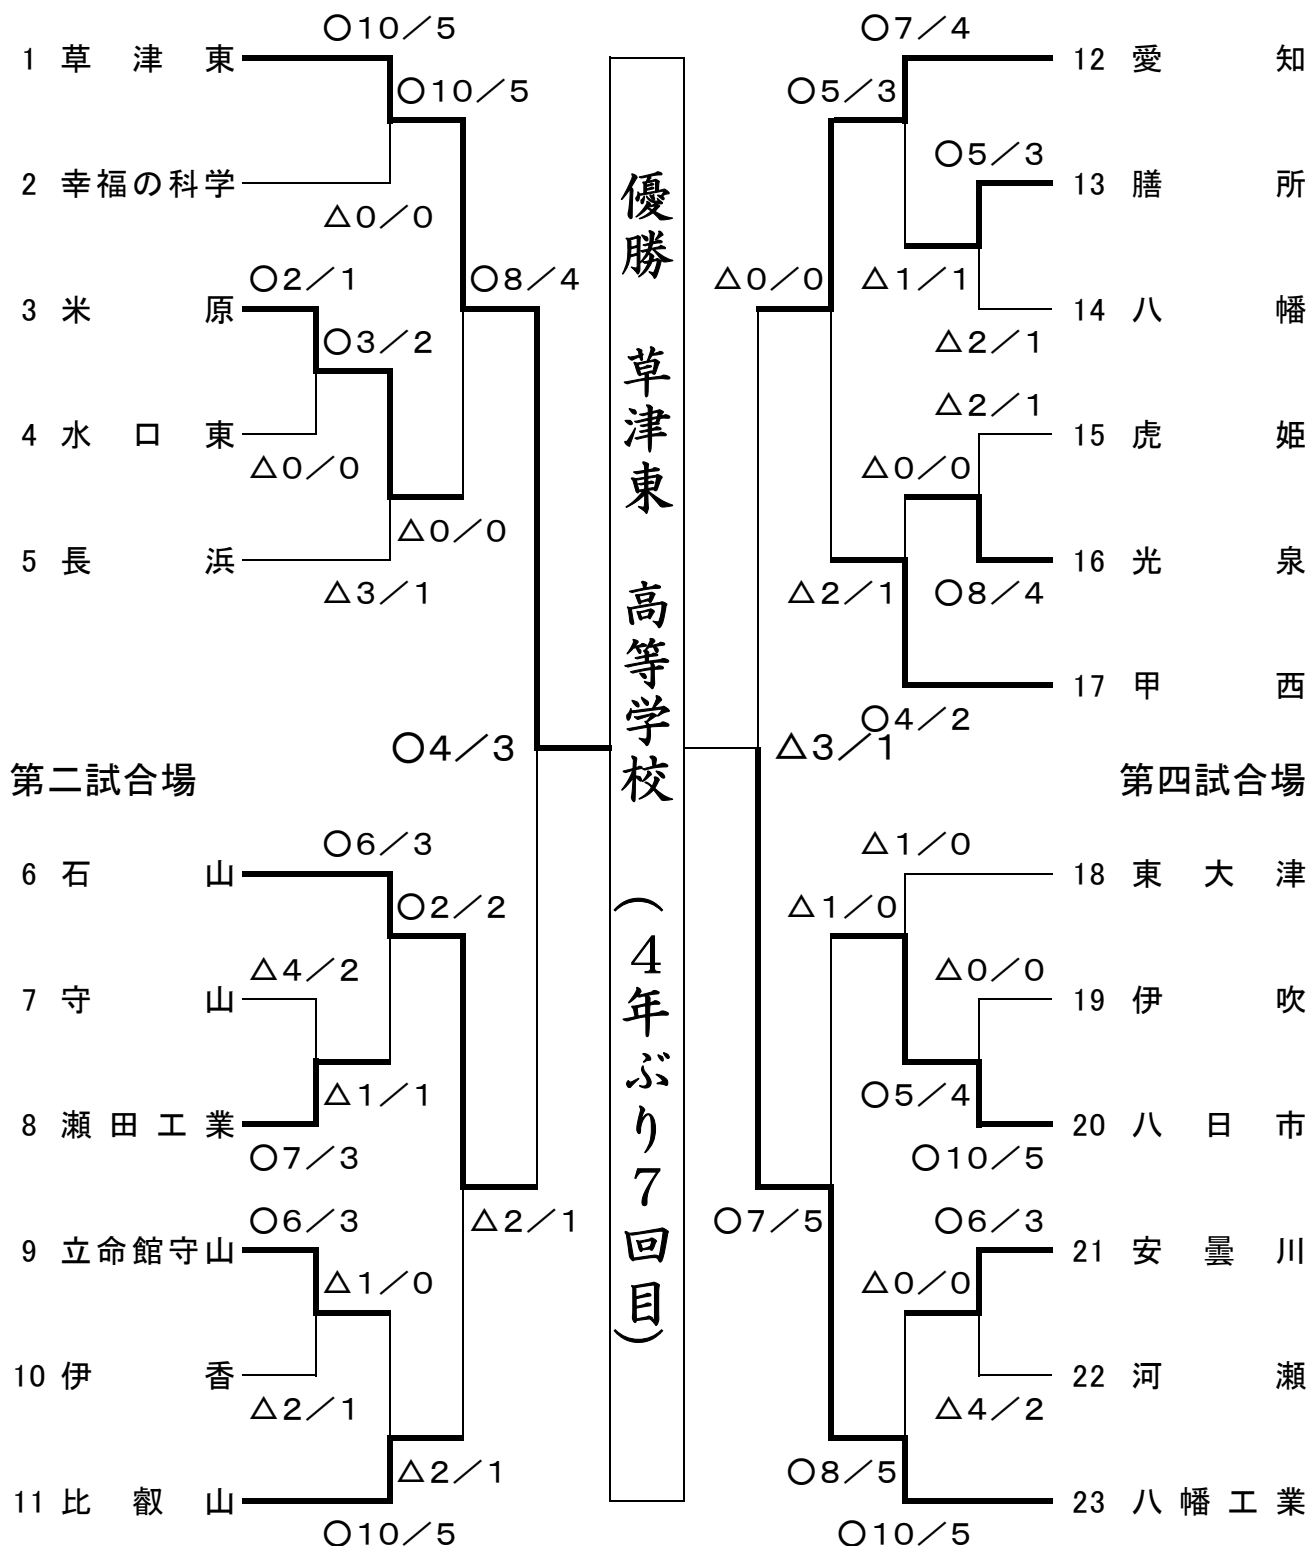 ○10／5
1 草津東
○10／5
2 幸福の科学
△0／0
○2／1
○8／4
3 米原
○3／2
4 水口東
△0／0
△0／0
5 長浜
△3／1
○4／3
第二試合場
○6／3
6 石山
○2／2
△4／2
7 守山
△1／1
8 瀬田工業
○7／3
○6／3
△2／1
9 立命館守山
△1／0
10 伊香
△2／1
△2／1
11 比叡山
○10／5
優勝 草津東 高等学校 （4年ぶり7回目）
○7／4
12 愛知
○5／3
○5／3
13 膳所
△0／0
△1／1
14 八幡
△2／1
△2／1
15 虎姫
△0／0
16 光泉
△2／1
○8／4
17 甲西
○4／2
△3／1
第四試合場
△1／0
18 東大津
△1／0
△0／0
19 伊吹
○5／4
20 八日市
○10／5
○7／5
○6／3
21 安曇川
△0／0
22 河瀬
△4／2
○8／5
23 八幡工業
○10／5